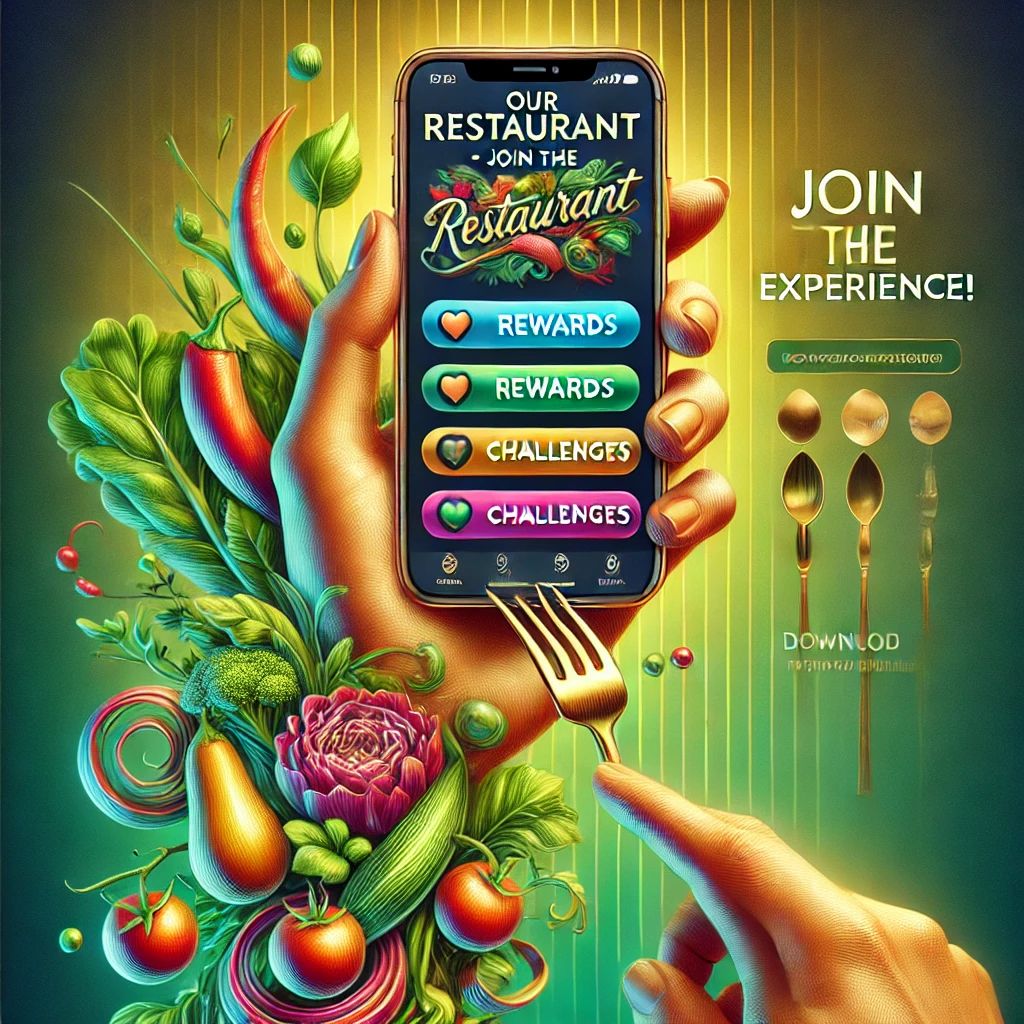 OUR
RESTAURANT
- JOIN THE
Restaurant
REWARDS
REWARDS
CHALLENGES
CHALLENGES
JOIN
THE
EXPERIENCE!
DOWNLOD